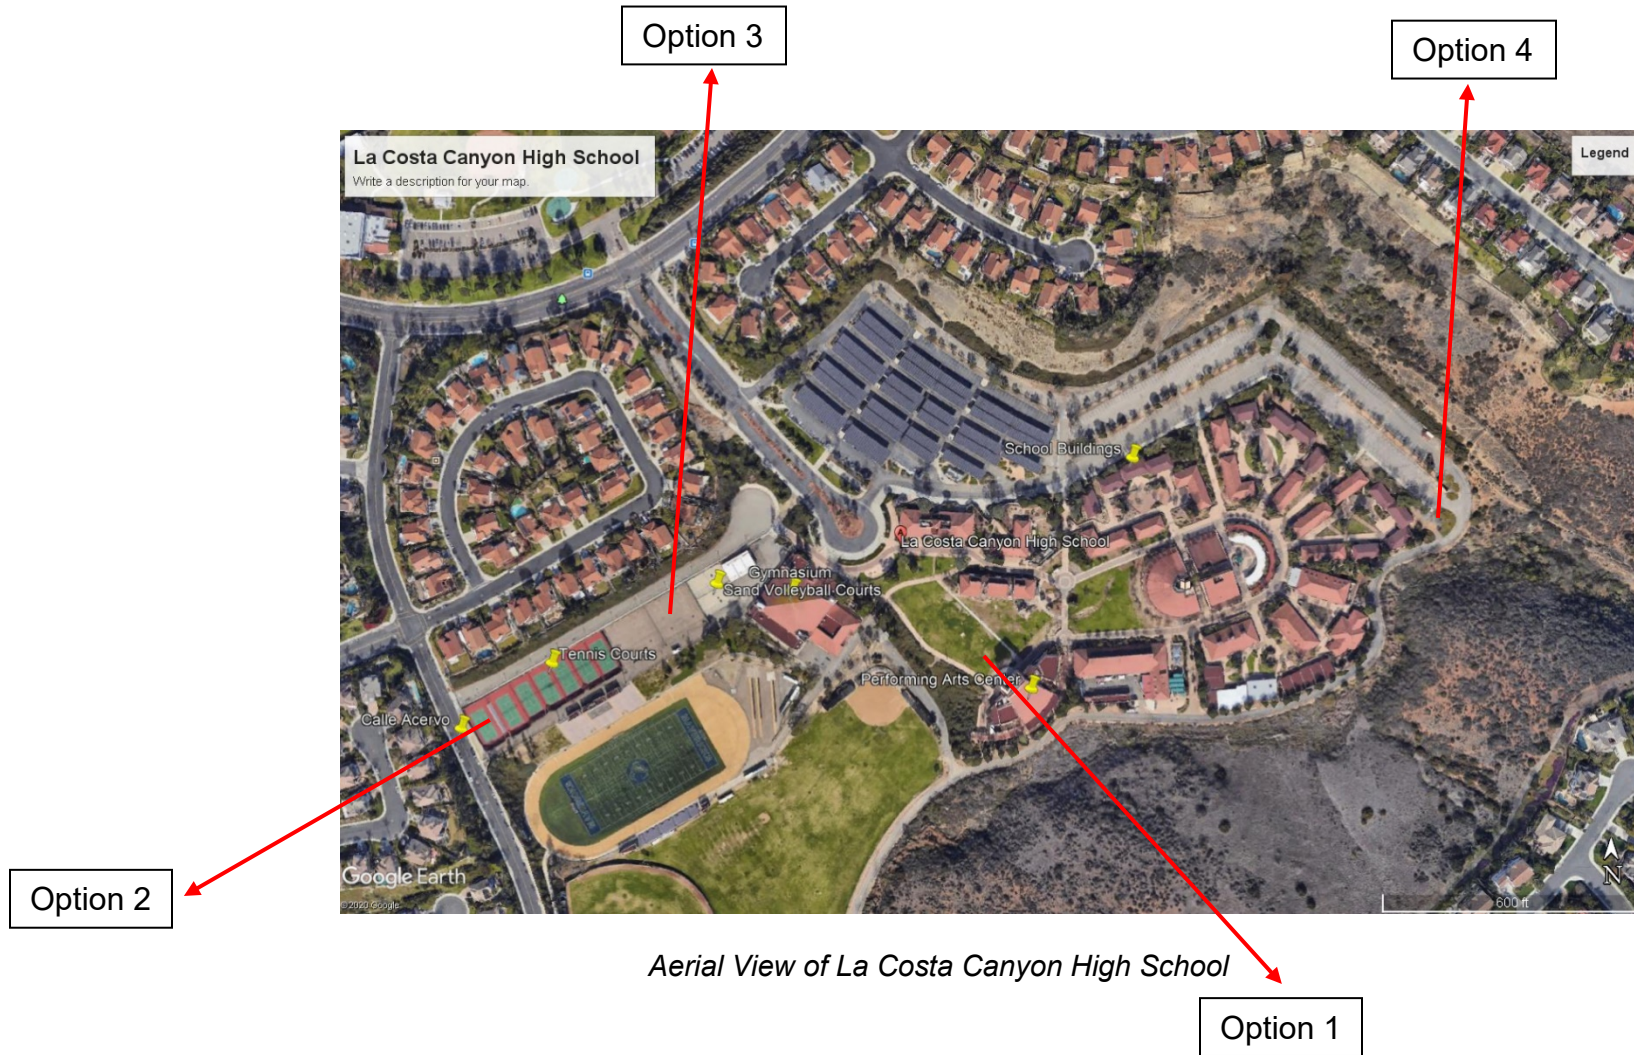 Option 3
Option 4
La Costa Canyon High School
Write a description for your map.
Legend
School Buildings
La Costa Canyon High School
Gymnasium
Sand Volleyball Courts
Tennis Courts
Performing Arts Center
Calle Acervo
Google Earth
©2020 Google
N
600 ft
Option 2
Aerial View of La Costa Canyon High School
Option 1